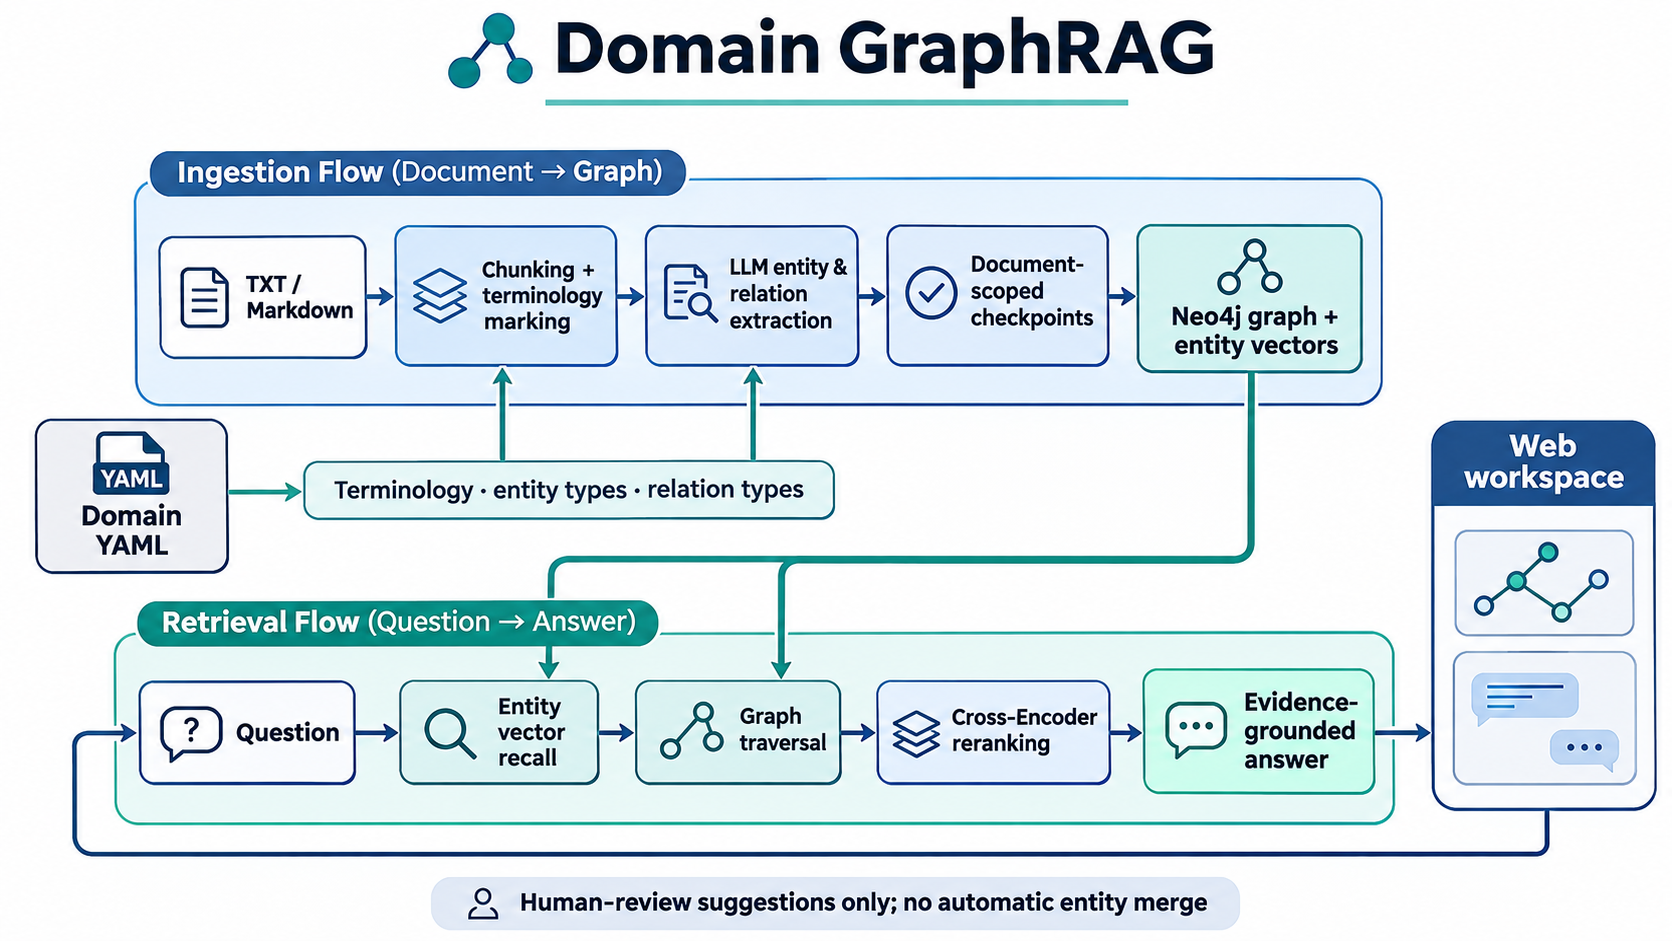 Domain GraphRAG
Ingestion Flow (Document → Graph)
TXT /
Markdown
Chunking +
terminology
marking
LLM entity &
relation
extraction
Document-
scoped
checkpoints
Neo4j graph +
entity vectors
YAML
Domain
YAML
Terminology · entity types · relation types
Web
workspace
Retrieval Flow (Question → Answer)
?
Question
Entity
vector
recall
Graph
traversal
Cross-Encoder
reranking
Evidence-
grounded
answer
Human-review suggestions only; no automatic entity merge